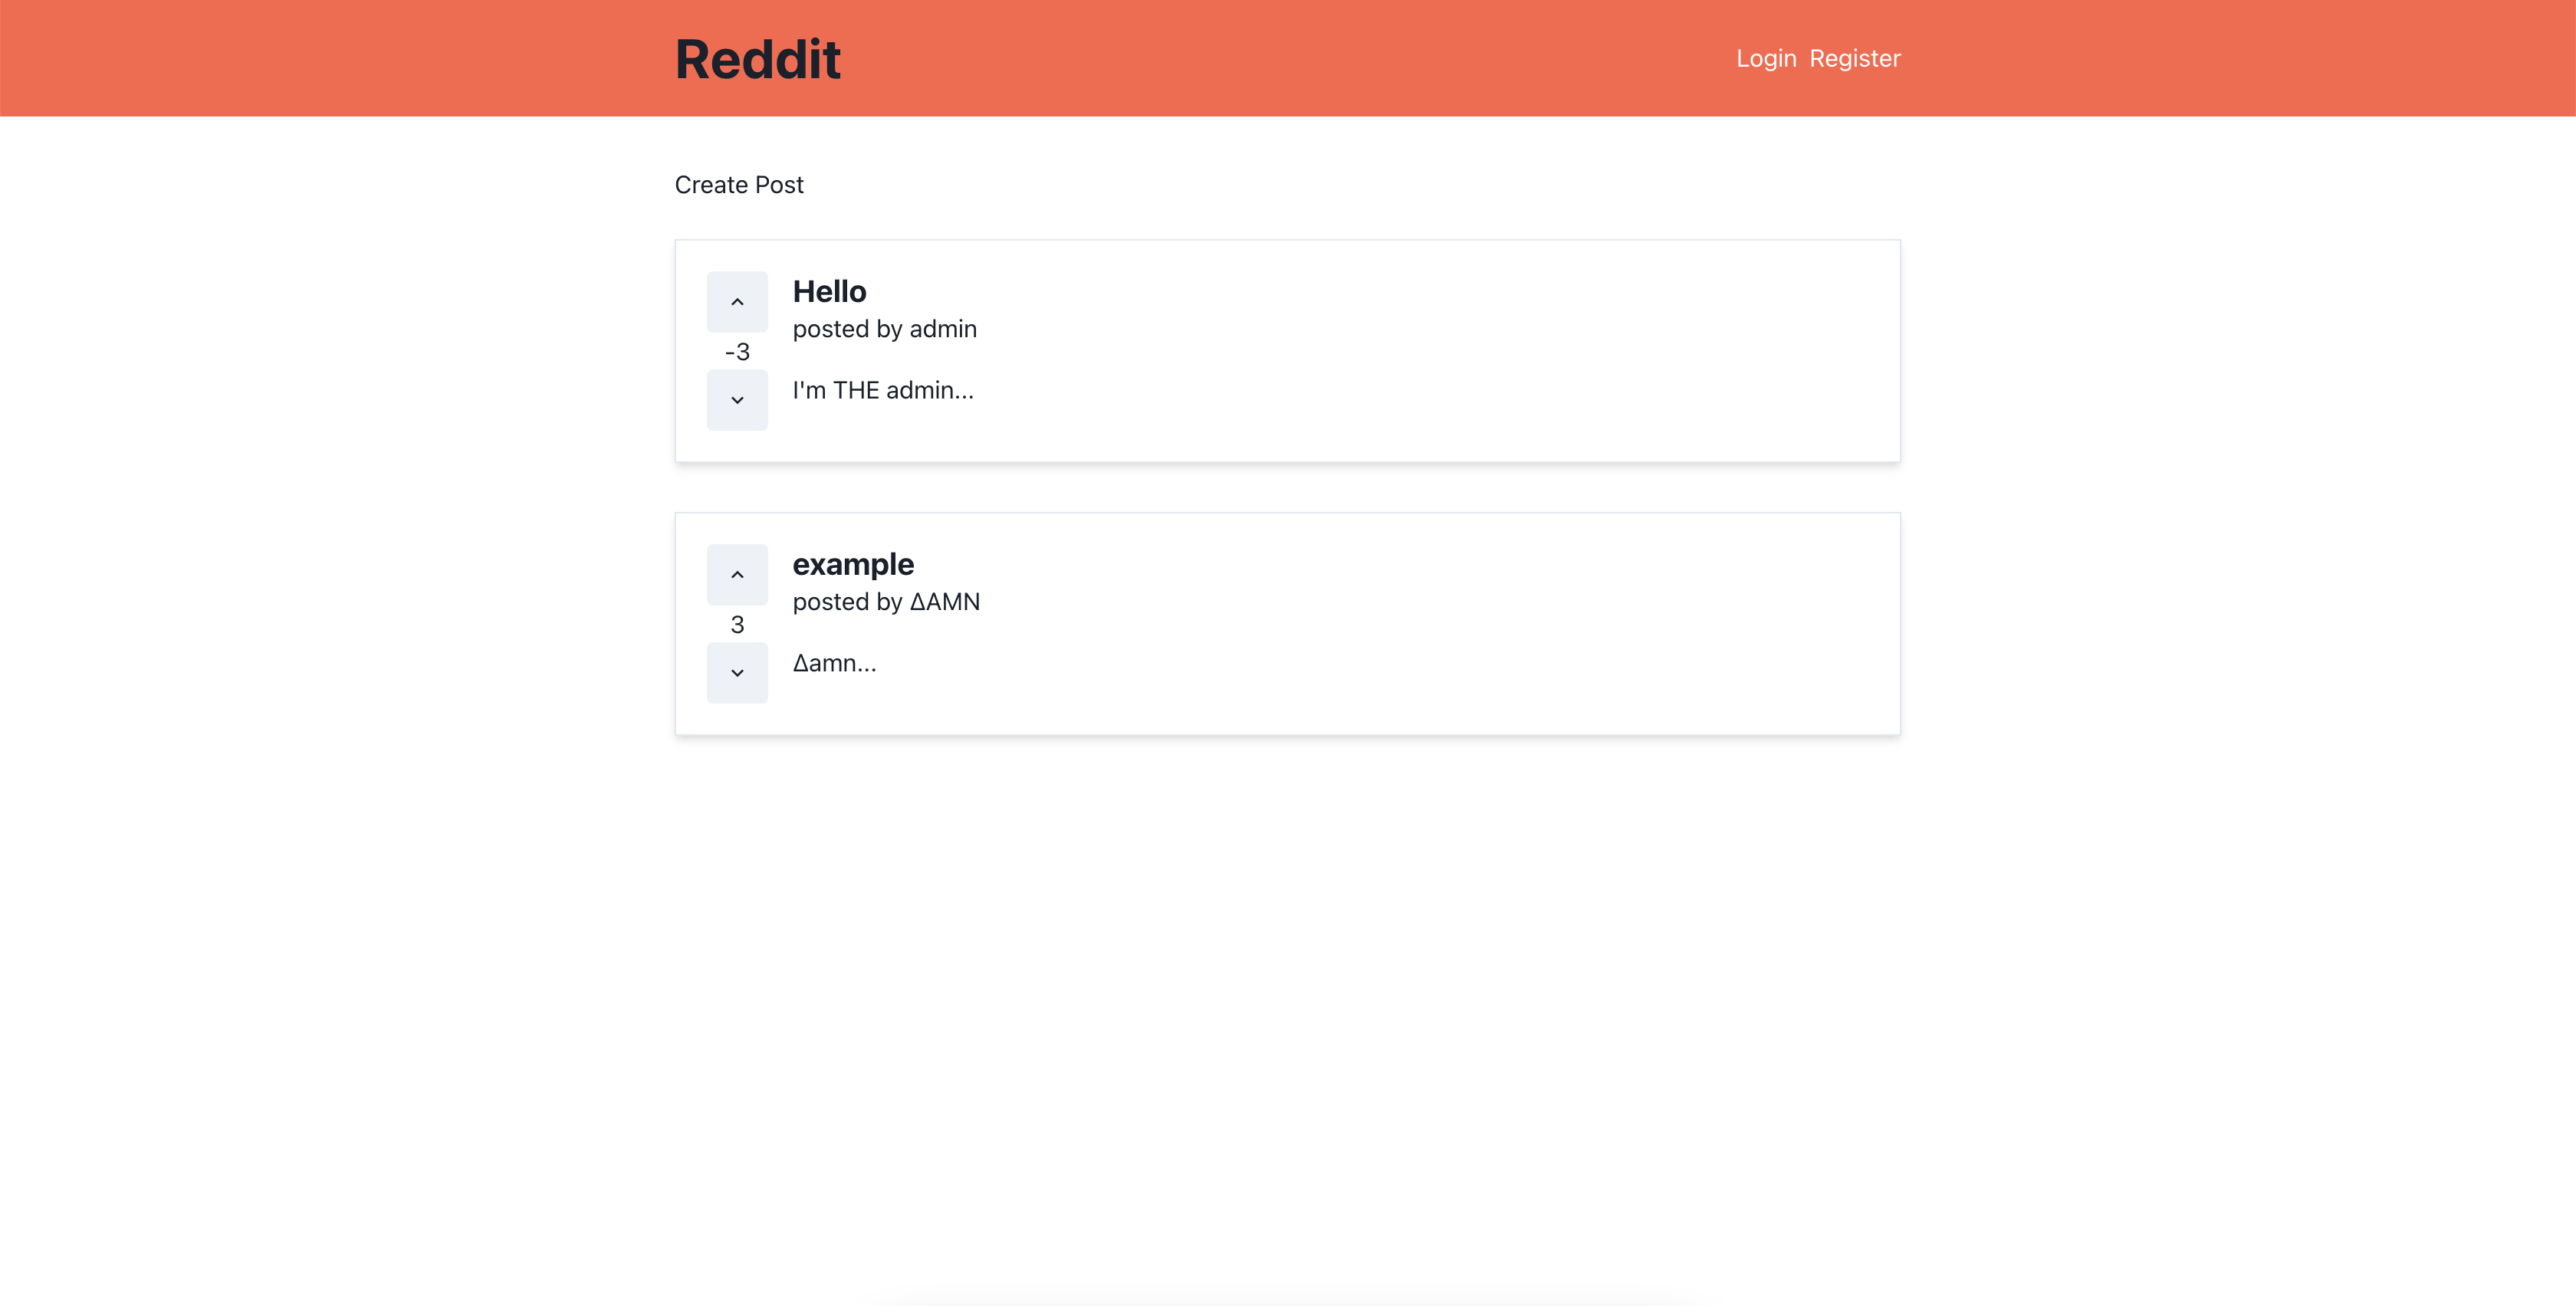 Reddit
Login Register
Create Post
Hello
posted by admin
-3
I'm THE admin...
example
posted by ΔAMN
3
Δamn...